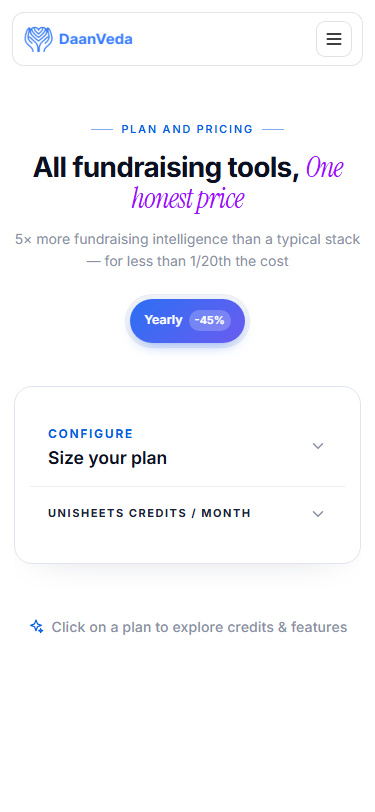 DaanVeda
PLAN AND PRICING
All fundraising tools, One
honest price
5× more fundraising intelligence than a typical stack
— for less than 1/20th the cost
Yearly -45%
CONFIGURE
Size your plan
UNISHEETS CREDITS / MONTH
Click on a plan to explore credits & features